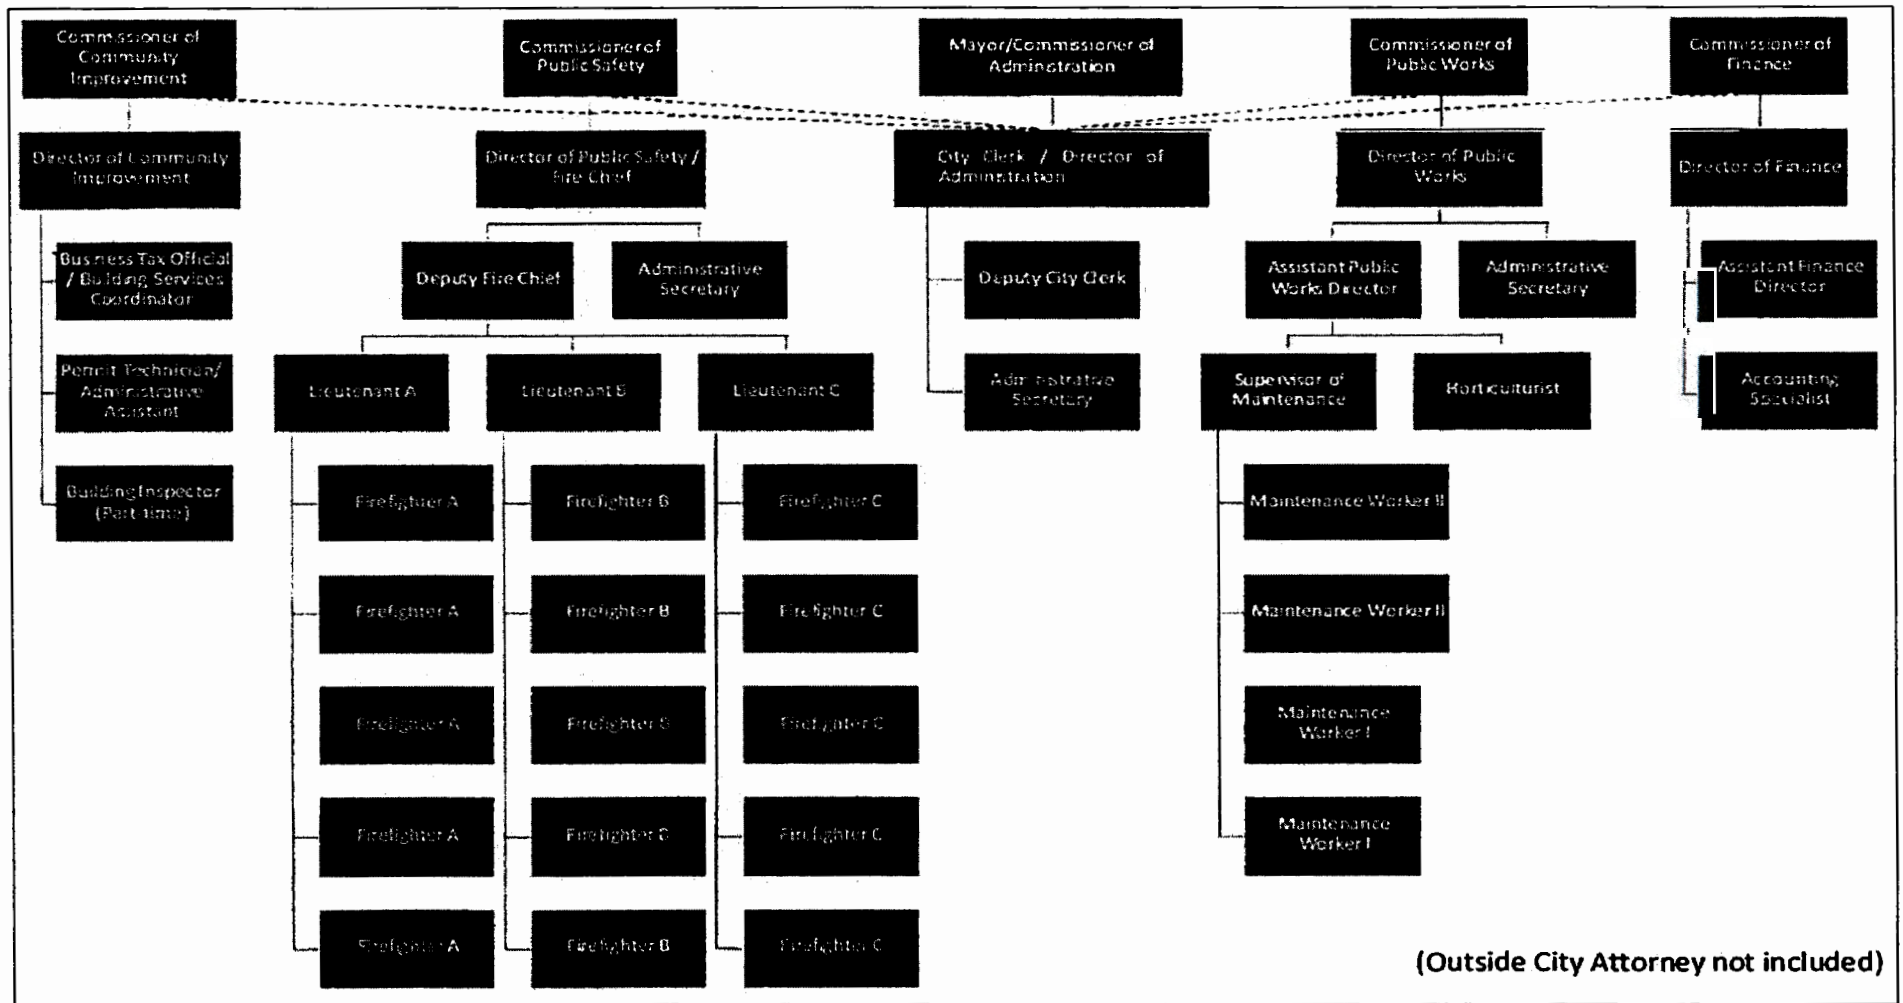 Commissioner of
Community
Improvement
Commissioner of
Public Safety
Mayor/Commissioner of
Administration
Commissioner of
Public Works
Commissioner of
Finance
Director of Community
Improvement
Director of Public Safety /
Fire Chief
City Clerk / Director of
Administration
Director of Public
Works
Director of Finance
Business Tax Official
/ Building Services
Coordinator
Deputy Fire Chief
Administrative
Secretary
Deputy City Clerk
Assistant Public
Works Director
Administrative
Secretary
Assistant Finance
Director
Permit Technician/
Administrative
Assistant
Lieutenant A
Lieutenant B
Lieutenant C
Administrative
Secretary
Supervisor of
Maintenance
Horticulturist
Accounting
Specialist
Building Inspector
(Part-time)
Firefighter A
Firefighter B
Firefighter C
Maintenance Worker II
Firefighter A
Firefighter B
Firefighter C
Maintenance Worker II
Firefighter A
Firefighter B
Firefighter C
Maintenance
Worker I
Firefighter A
Firefighter B
Firefighter C
Maintenance
Worker I
Firefighter A
Firefighter B
Firefighter C
(Outside City Attorney not included)